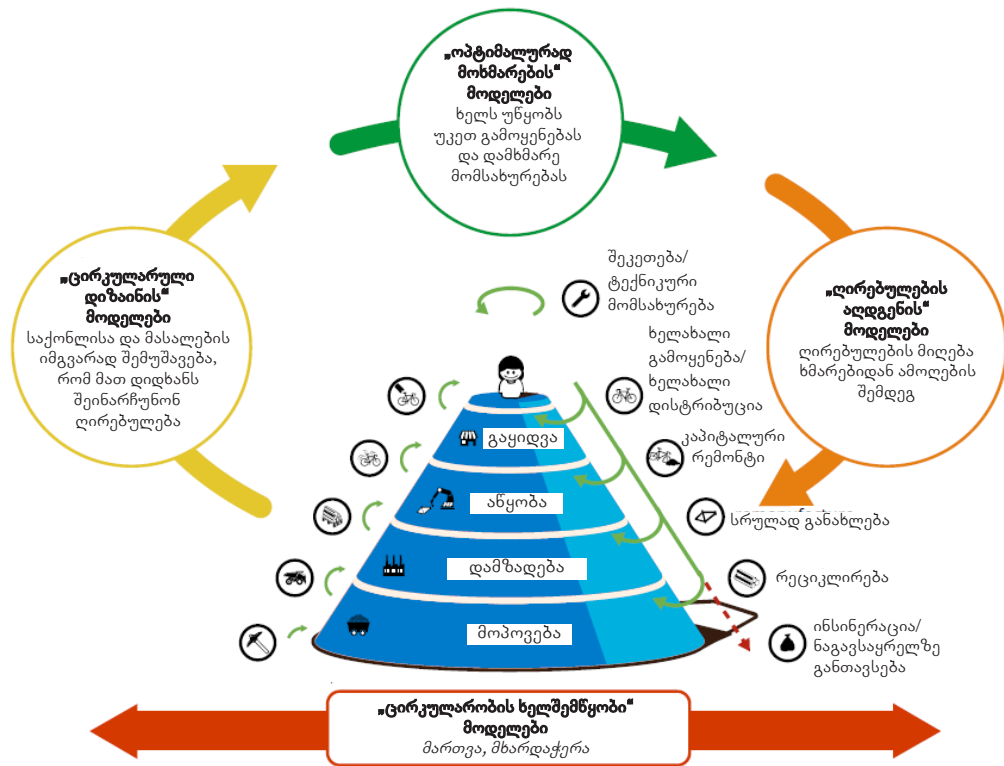 „ოპტიმალურად
მოხმარების“
მოდელები
ხელს უწყობს
უკეთ გამოყენებას
და დამხმარე
მომსახურებას
„ცირკულარული
დიზაინის“
მოდელები
საქონლისა და მასალების
იმგვარად შემუშავება,
რომ მათ დიდხანს
შეინარჩუნონ
ღირებულება
„ღირებულების
აღდგენის“
მოდელები
ღირებულების მიღება
ხმარებიდან ამოღების
შემდეგ
შეკეთება/
ტექნიკური
მომსახურება
ხელახალი
გამოყენება/
ხელახალი
დისტრიბუცია
კაპიტალური
რემონტი
სრულად განახლება
რეციკლირება
ინსინერაცია/
ნაგავსაყრელზე
განთავსება
გაყიდვა
აწყობა
დამზადება
მოპოვება
„ცირკულარობის ხელშემწყობი“
მოდელები
მართვა, მხარდაჭერა